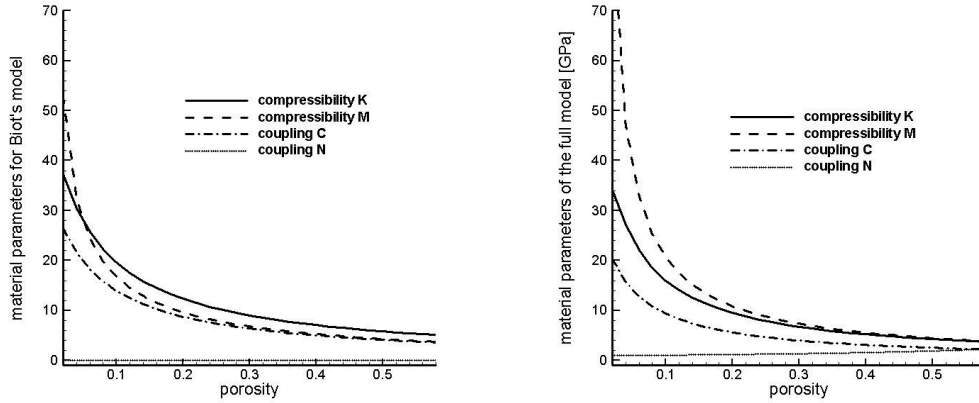 material parameters for Biot's model
70
60
50
40
30
20
10
0
compressibility K
compressibility M
coupling C
coupling N
0.1 0.2 0.3 0.4 0.5
porosity
material parameters of the full model [GPa]
70
60
50
40
30
20
10
0
compressibility K
compressibility M
coupling C
coupling N
0.1 0.2 0.3 0.4 0.5
porosity